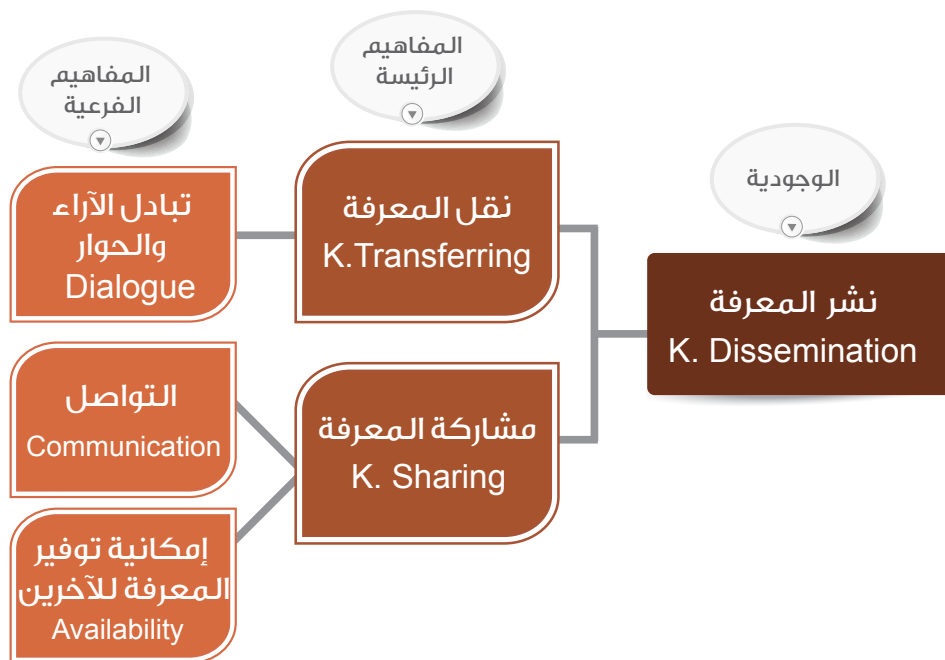 الوجودية
نشر المعرفة
K. Dissemination
المفاهيم
الرئيسة
نقل المعرفة
K.Transferring
مشاركة المعرفة
K. Sharing
المفاهيم
الفرعية
تبادل الآراء
والحوار
Dialogue
التواصل
Communication
إمكانية توفير
المعرفة للآخرين
Availability